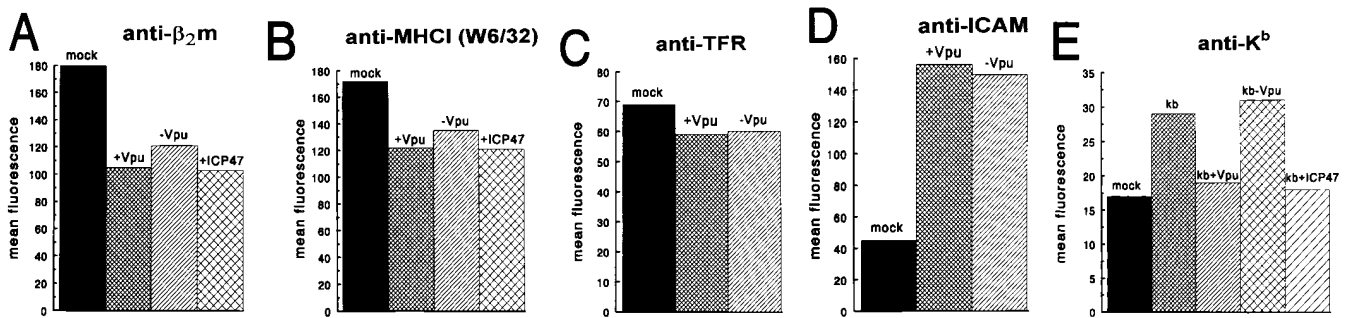 A
anti-β₂m
mean fluorescence
180
160
140
120
100
80
60
40
20
0
mock
+Vpu
-Vpu
+ICP47
B
anti-MHCI (W6/32)
mean fluorescence
180
160
140
120
100
80
60
40
20
0
mock
+Vpu
-Vpu
+ICP47
C
anti-TFR
mean fluorescence
80
70
60
50
40
30
20
10
0
mock
+Vpu
-Vpu
D
anti-ICAM
mean fluorescence
160
140
120
100
80
60
40
20
0
mock
+Vpu
-Vpu
E
anti-Kᵇ
mean fluorescence
35
30
25
20
15
10
5
0
mock
kb
kb+Vpu
kb-Vpu
kb+ICP47